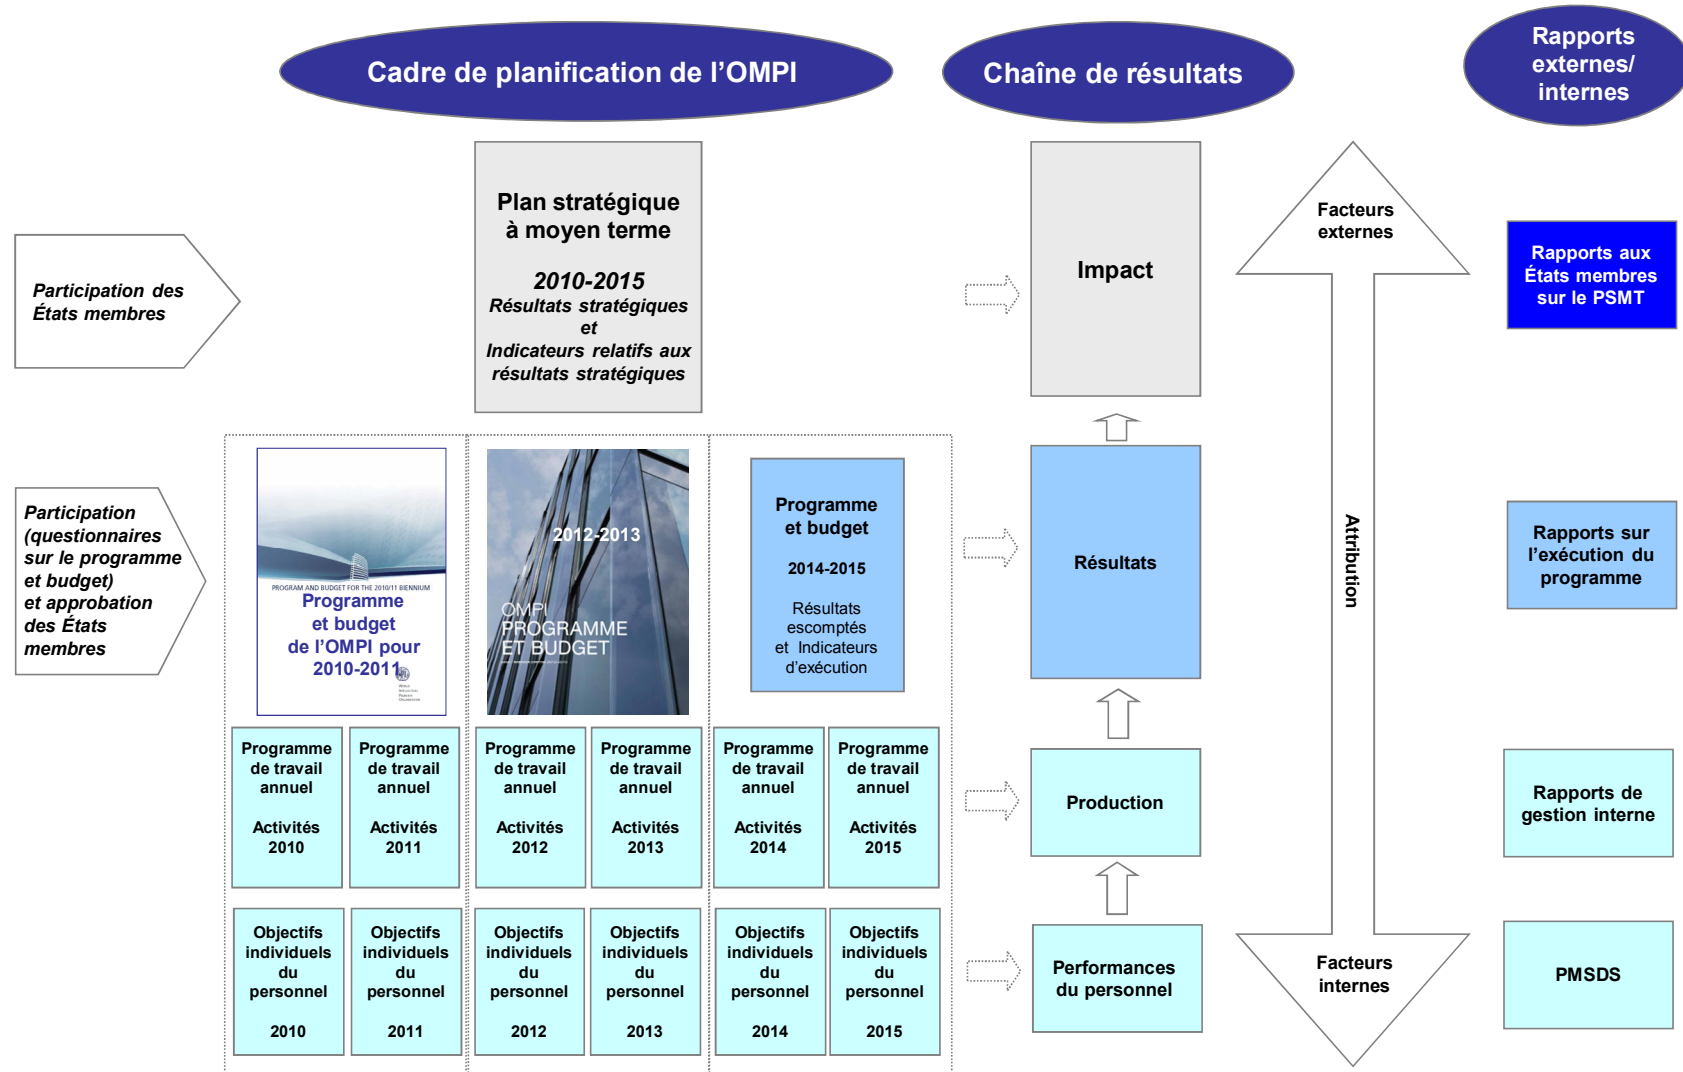 Cadre de planification de l’OMPI
Chaîne de résultats
Rapports
externes/
internes
Plan stratégique
à moyen terme
2010-2015
Résultats stratégiques
et
Indicateurs relatifs aux
résultats stratégiques
Impact
Facteurs
externes
Rapports aux
États membres
sur le PSMT
Participation des
États membres
Participation
(questionnaires
sur le programme
et budget)
et approbation
des États
membres
PROGRAM AND BUDGET FOR THE 2010/11 BIENNIUM
Programme
et budget
de l’OMPI pour
2010-2011
WORLD
INTELLECTUAL
PROPERTY
ORGANIZATION
2012-2013
OMPI
PROGRAMME
ET BUDGET
Programme
et budget
2014-2015
Résultats
escomptés
et Indicateurs
d’exécution
Résultats
Attribution
Rapports sur
l’exécution du
programme
Programme
de travail
annuel
Activités
2010
Programme
de travail
annuel
Activités
2011
Programme
de travail
annuel
Activités
2012
Programme
de travail
annuel
Activités
2013
Programme
de travail
annuel
Activités
2014
Programme
de travail
annuel
Activités
2015
Production
Rapports de
gestion interne
Objectifs
individuels
du
personnel
2010
Objectifs
individuels
du
personnel
2011
Objectifs
individuels
du
personnel
2012
Objectifs
individuels
du
personnel
2013
Objectifs
individuels
du
personnel
2014
Objectifs
individuels
du
personnel
2015
Performances
du personnel
Facteurs
internes
PMSDS